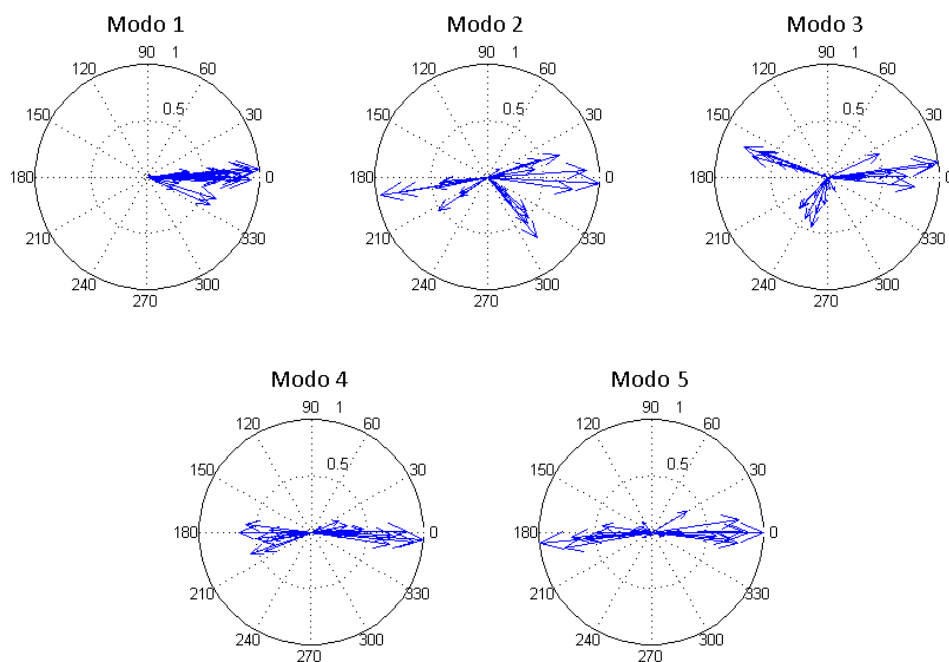 Modo 1 Modo 2 Modo 3
90 1 90 1 90 1
120 60 120 60 120 60
0.5 0.5 0.5
150 30 150 30 150 30
180 0 180 0 180 0
210 330 210 330 210 330
240 300 240 300 240 300
270 270 270
Modo 4 Modo 5
90 1 90 1
120 60 120 60
0.5 0.5
150 30 150 30
180 0 180 0
210 330 210 330
240 300 240 300
270 270